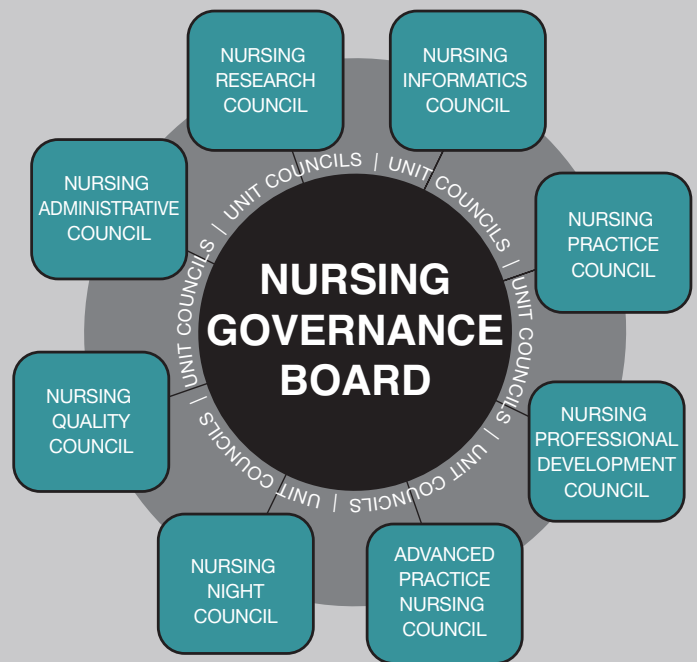 NURSING
RESEARCH
COUNCIL
NURSING
INFORMATICS
COUNCIL
NURSING
ADMINISTRATIVE
COUNCIL
NURSING
PRACTICE
COUNCIL
UNIT COUNCILS | UNIT COUNCILS | UNIT COUNCILS | UNIT COUNCILS | UNIT COUNCILS | UNIT COUNCILS | UNIT COUNCILS |
NURSING
GOVERNANCE
BOARD
NURSING
QUALITY
COUNCIL
NURSING
PROFESSIONAL
DEVELOPMENT
COUNCIL
NURSING
NIGHT
COUNCIL
ADVANCED
PRACTICE
NURSING
COUNCIL